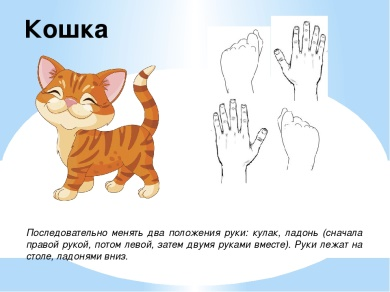 Кошка
Последовательно менять два положения руки: кулак, ладонь (сначала
правой рукой, потом левой, затем двумя руками вместе). Руки лежат на
столе, ладонями вниз.